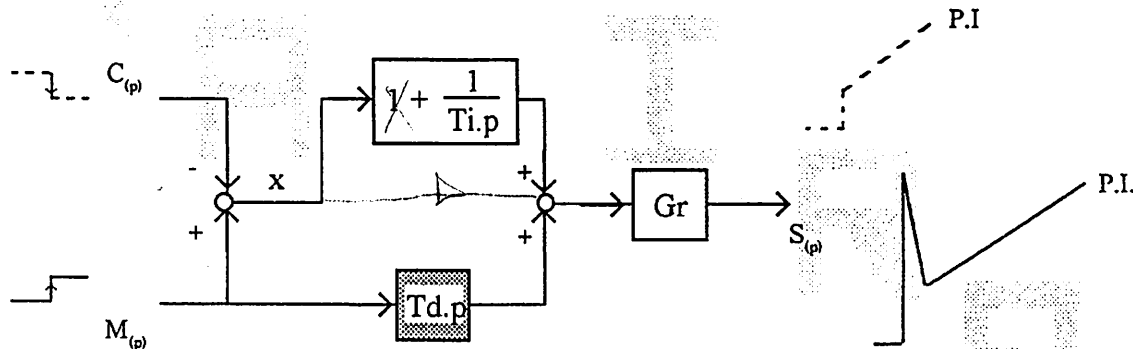 P.I
C(p)
1 + 1/Ti.p
-
x
+
+
+
Gr
S(p)
P.I.
Td.p
M(p)